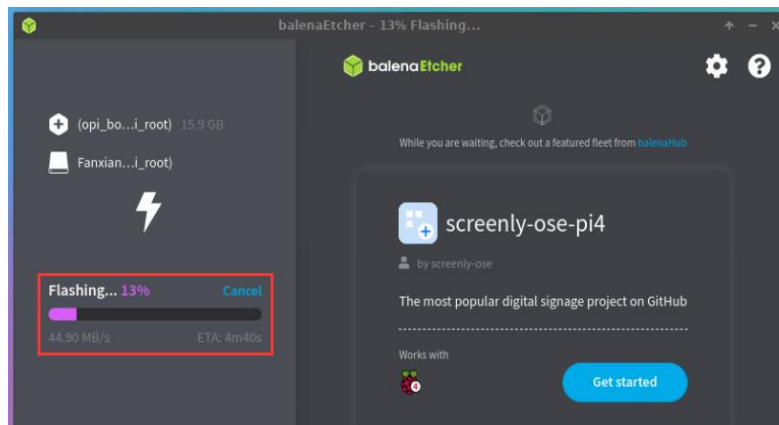 balenaEtcher - 13% Flashing...
balenaEtcher
(opi_bo...i_root) 15.9 GB
Fanxian...i_root)
While you are waiting, check out a featured fleet from balenaHub
screenly-ose-pi4
by screenly-ose
Flashing... 13% Cancel
44.90 MB/s ETA: 4m40s
The most popular digital signage project on GitHub
Works with
4
Get started